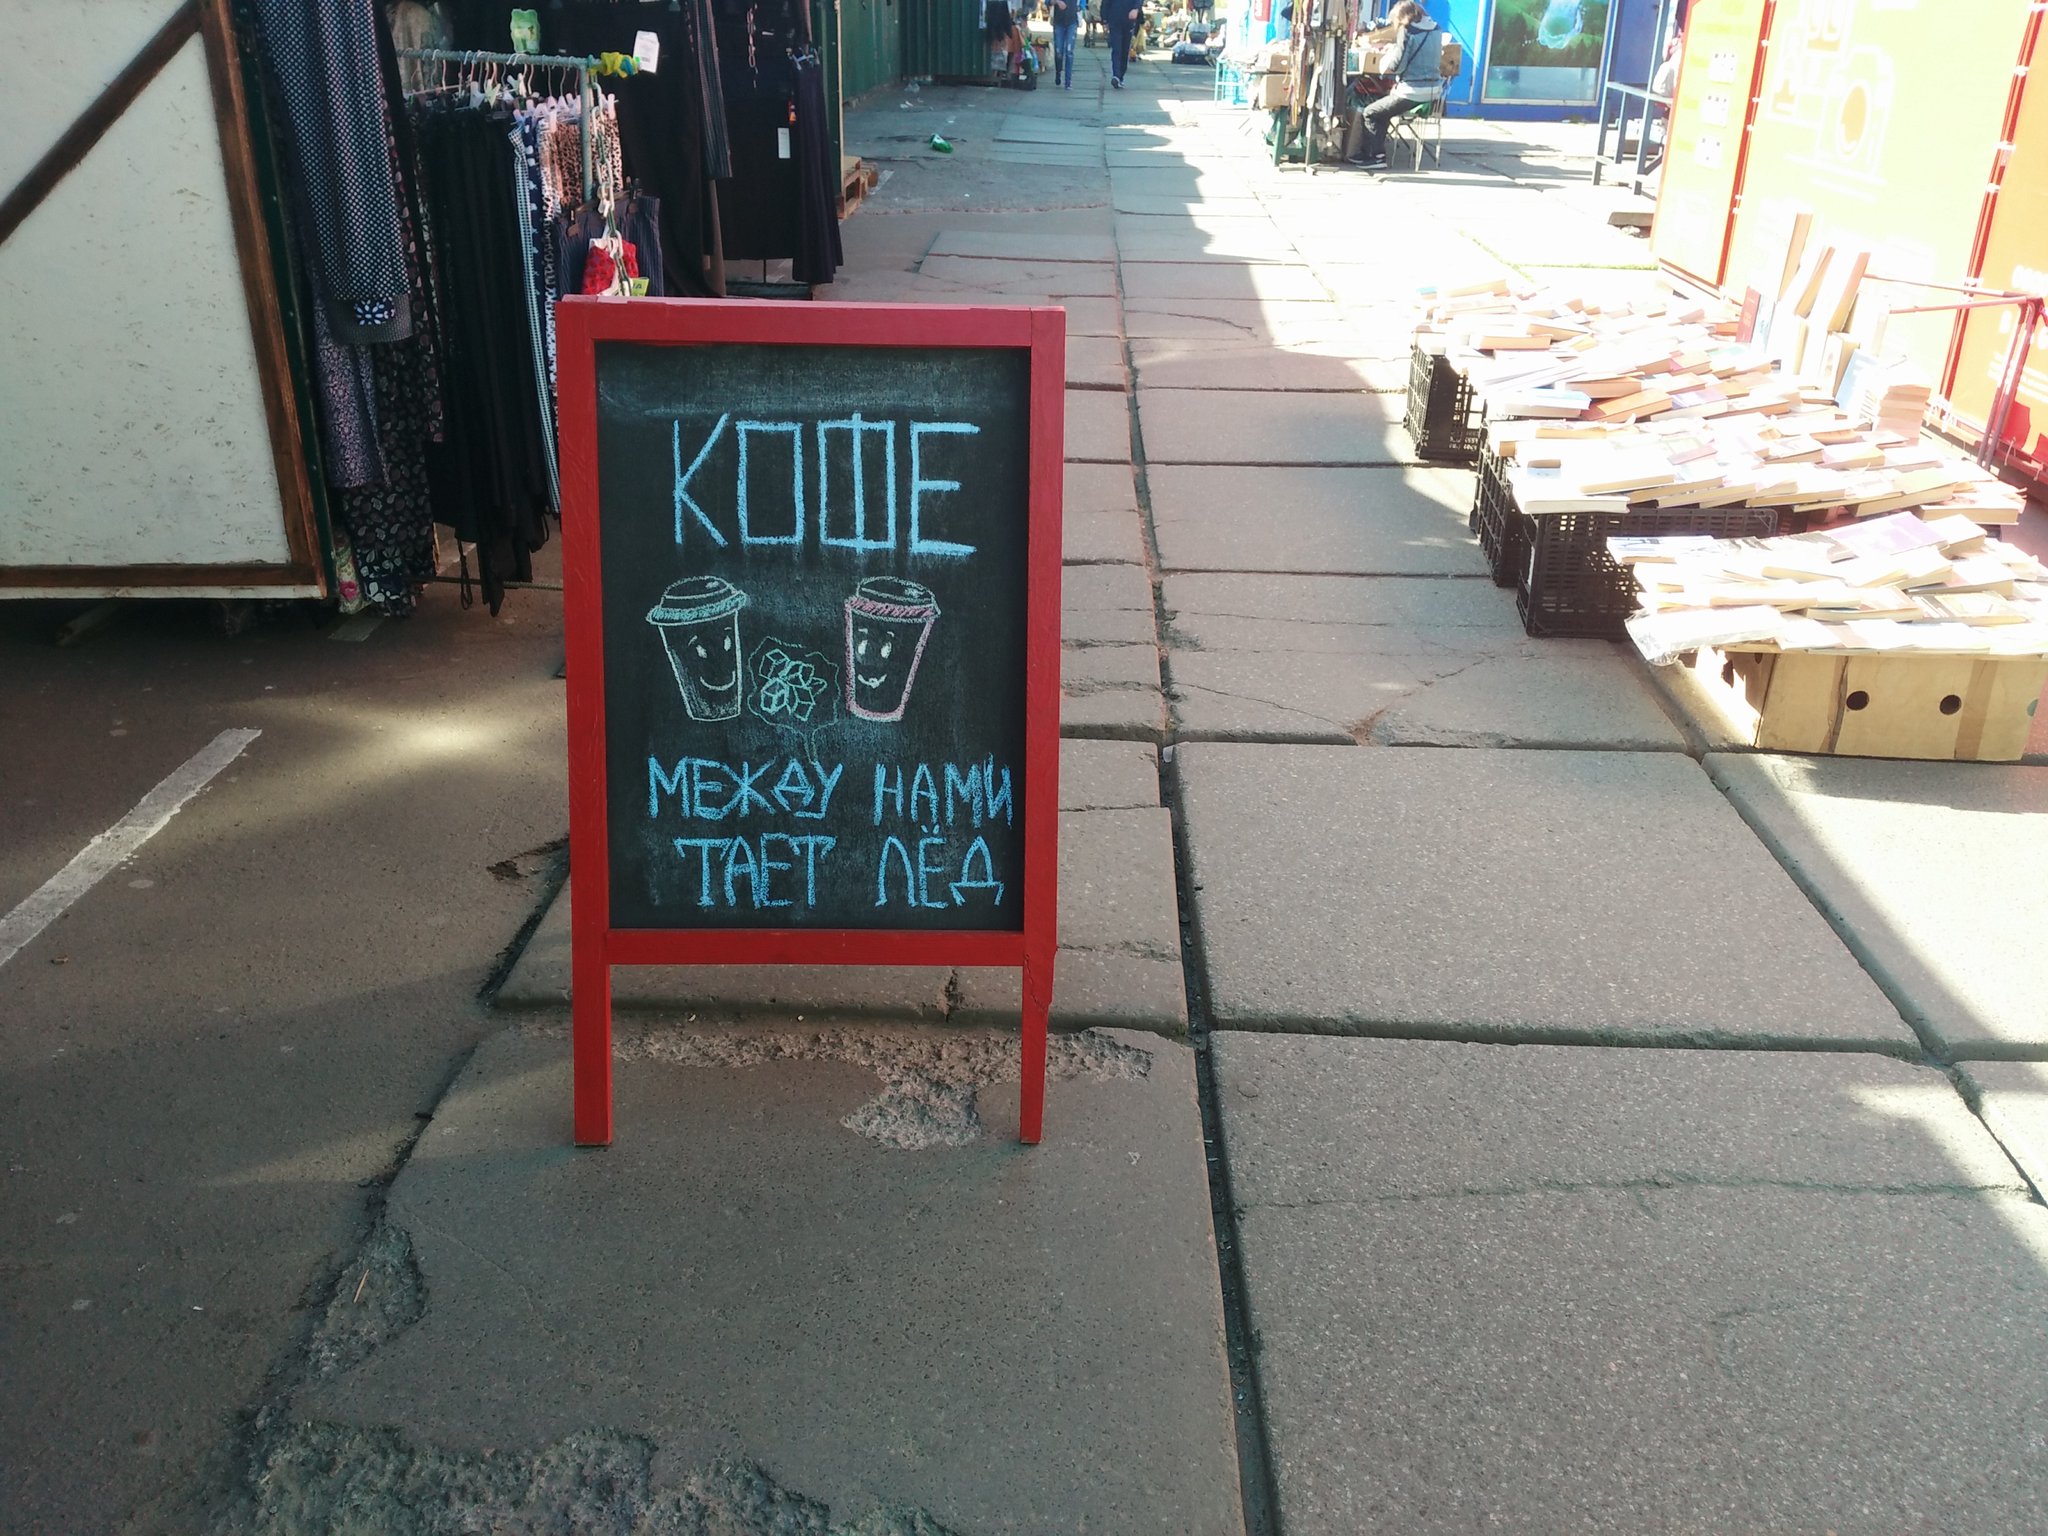 КОФЕ
МЕЖДУ НАМИ
ТАЕТ ЛЁД